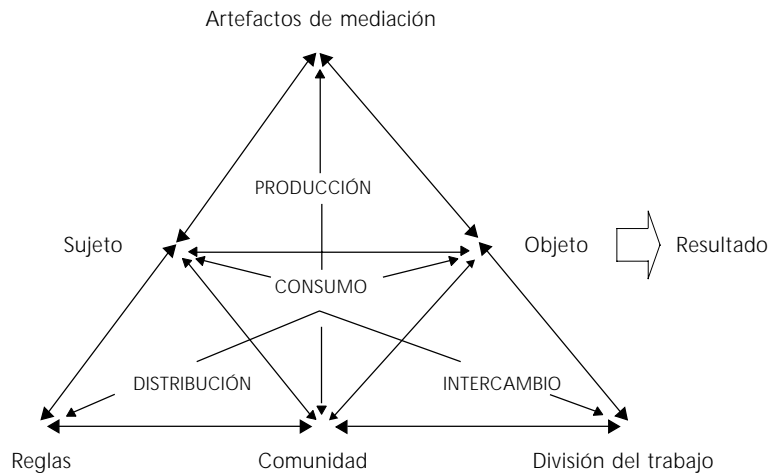 Artefactos de mediación
PRODUCCIÓN
Sujeto
Objeto
Resultado
CONSUMO
DISTRIBUCIÓN
INTERCAMBIO
Reglas
Comunidad
División del trabajo